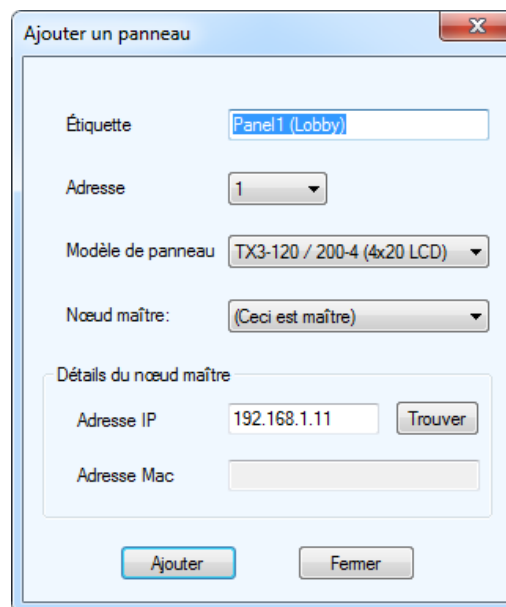 Ajouter un panneau
Étiquette Panel1 (Lobby)
Adresse 1
Modèle de panneau TX3-120 / 200-4 (4x20 LCD)
Nœud maître: (Ceci est maître)
Détails du nœud maître
Adresse IP 192.168.1.11 Trouver
Adresse Mac
Ajouter Fermer